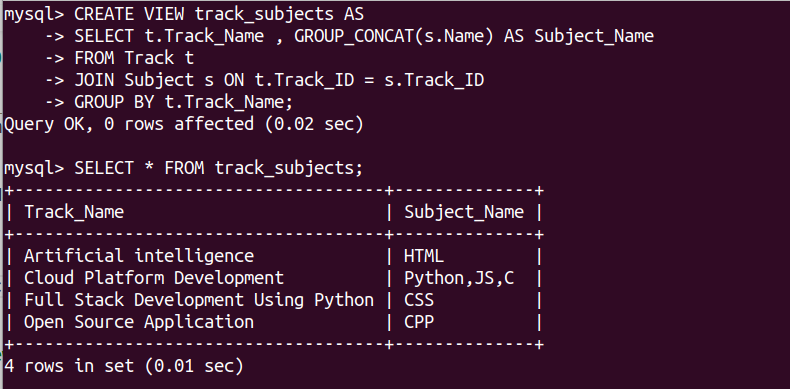 mysql> CREATE VIEW track_subjects AS
    -> SELECT t.Track_Name , GROUP_CONCAT(s.Name) AS Subject_Name
    -> FROM Track t
    -> JOIN Subject s ON t.Track_ID = s.Track_ID
    -> GROUP BY t.Track_Name;
Query OK, 0 rows affected (0.02 sec)

mysql> SELECT * FROM track_subjects;
+-----------------------------------+--------------+
| Track_Name                        | Subject_Name |
+-----------------------------------+--------------+
| Artificial intelligence           | HTML         |
| Cloud Platform Development        | Python,JS,C  |
| Full Stack Development Using Python | CSS          |
| Open Source Application           | CPP          |
+-----------------------------------+--------------+
4 rows in set (0.01 sec)